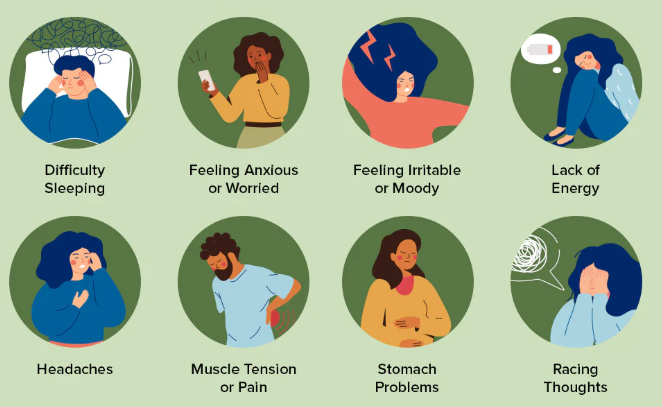 Difficulty
Sleeping
Feeling Anxious
or Worried
Feeling Irritable
or Moody
Lack of
Energy
Headaches
Muscle Tension
or Pain
Stomach
Problems
Racing
Thoughts